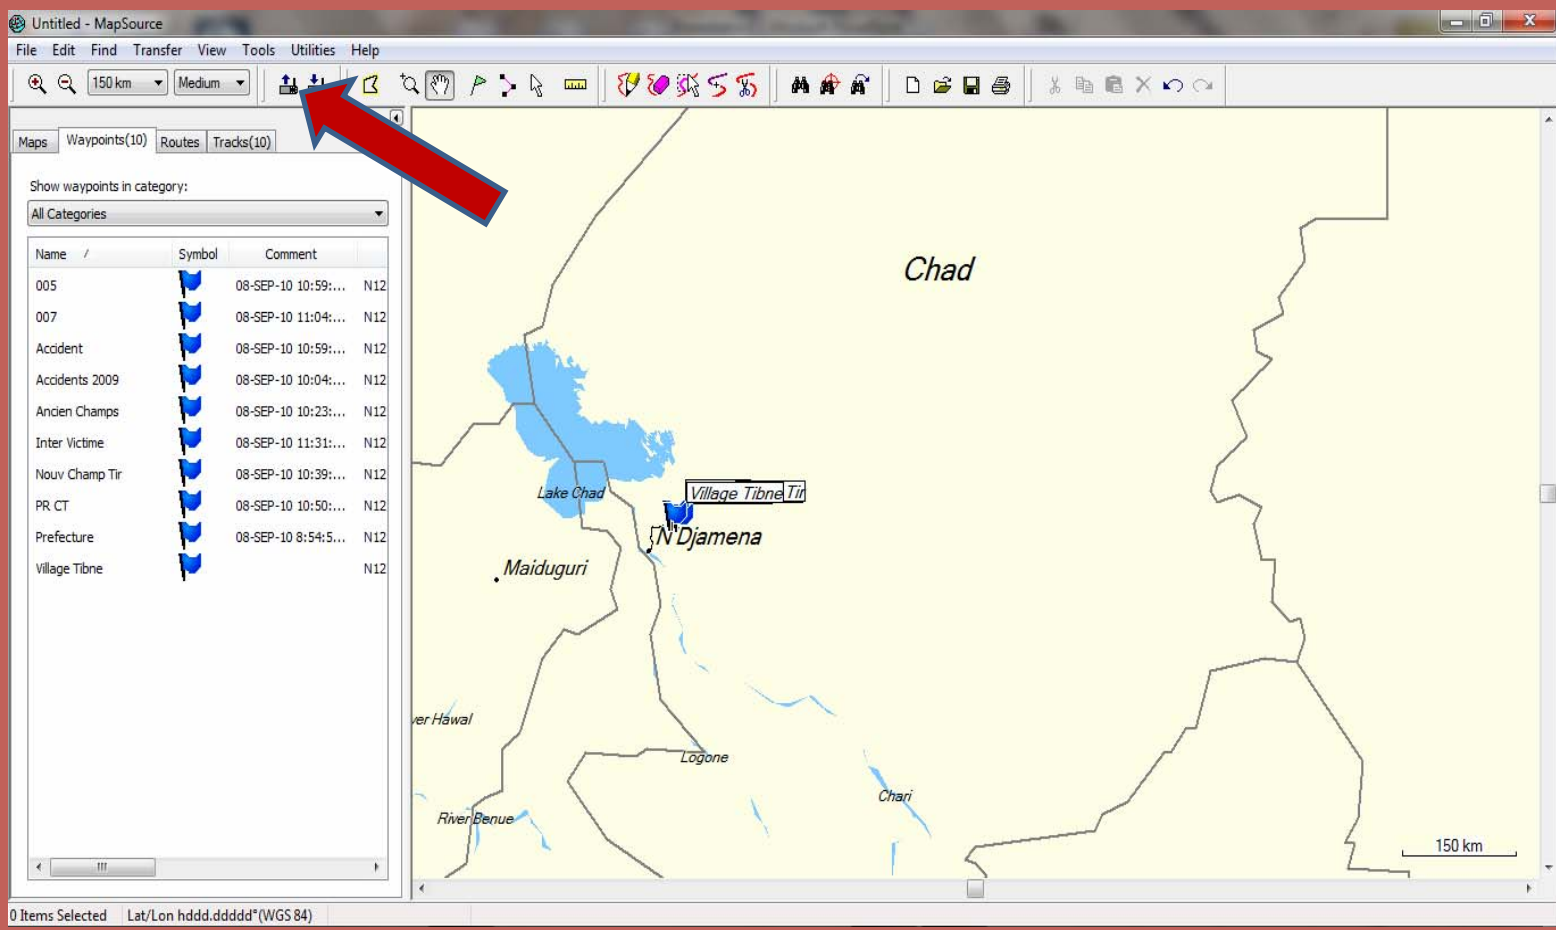 Untitled - MapSource
File Edit Find Transfer View Tools Utilities Help
150 km Medium
Maps Waypoints(10) Routes Tracks(10)
Show waypoints in category:
All Categories
Name / Symbol Comment
005 08-SEP-10 10:59:... N12
007 08-SEP-10 11:04:... N12
Accident 08-SEP-10 10:59:... N12
Accidents 2009 08-SEP-10 10:04:... N12
Ancien Champs 08-SEP-10 10:23:... N12
Inter Victime 08-SEP-10 11:31:... N12
Nouv Champ Tir 08-SEP-10 10:39:... N12
PR CT 08-SEP-10 10:50:... N12
Prefecture 08-SEP-10 8:54:5... N12
Village Tibne N12
Chad
Lake Chad
Village Tibne Tir
N'Djamena
Maiduguri
ver Hawal
Logone
Chari
River Benue
150 km
0 Items Selected Lat/Lon hddd.ddddd°(WGS 84)